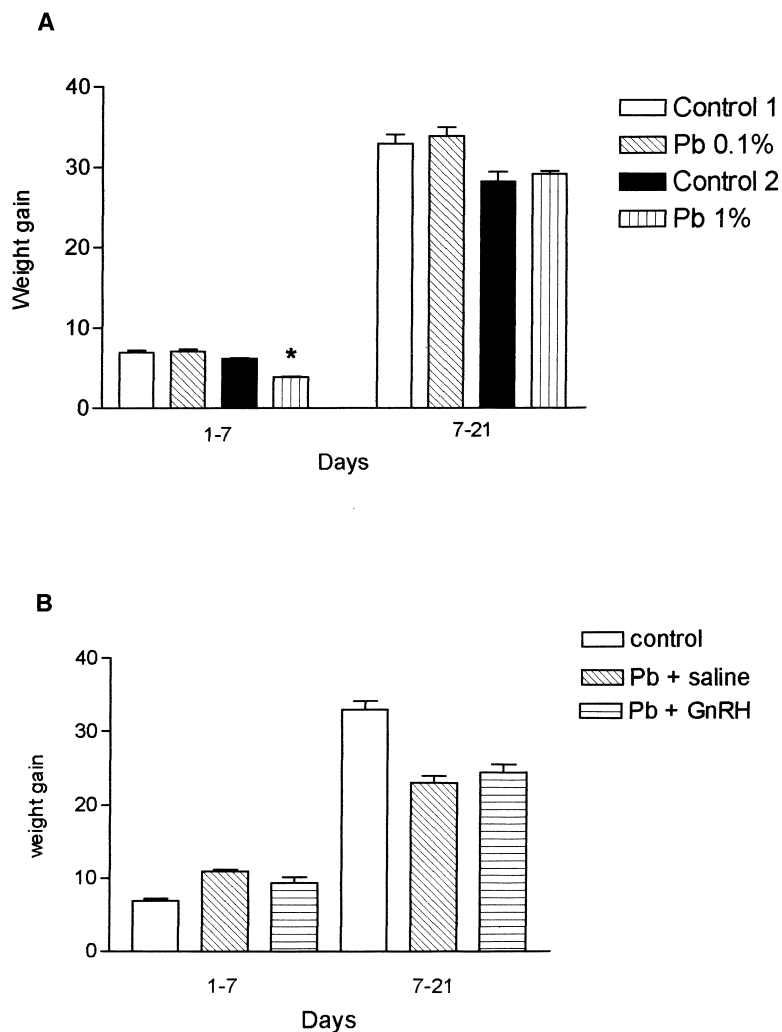 A
40
30
20
10
0
Weight gain
*
1-7
7-21
Days
Control 1
Pb 0.1%
Control 2
Pb 1%
B
40
30
20
10
0
weight gain
1-7
7-21
Days
control
Pb + saline
Pb + GnRH